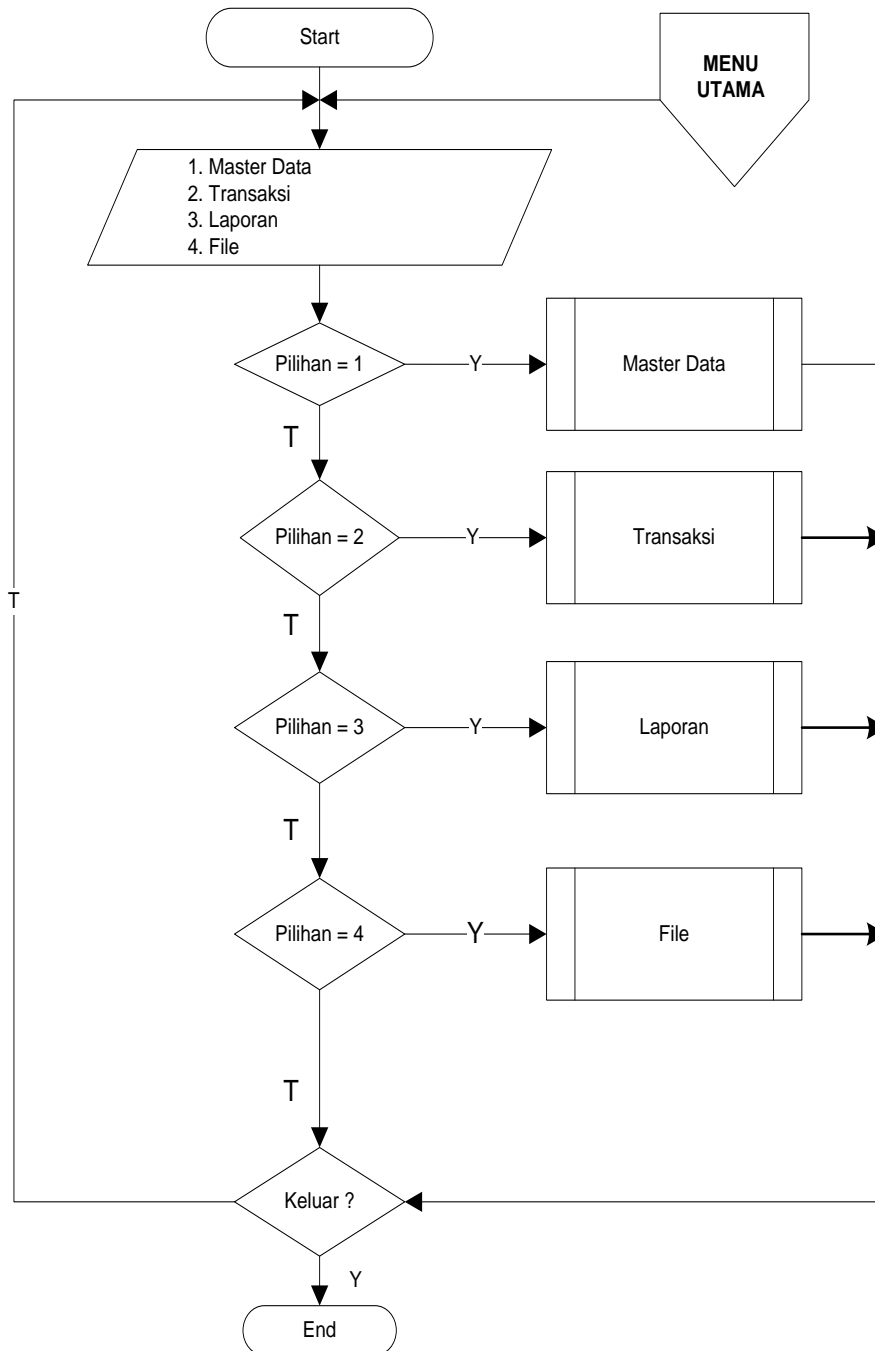 Start
MENU
UTAMA
1. Master Data
2. Transaksi
3. Laporan
4. File
Pilihan = 1
Y
Master Data
T
Pilihan = 2
Y
Transaksi
T
T
Pilihan = 3
Y
Laporan
T
Pilihan = 4
Y
File
T
Keluar ?
Y
End